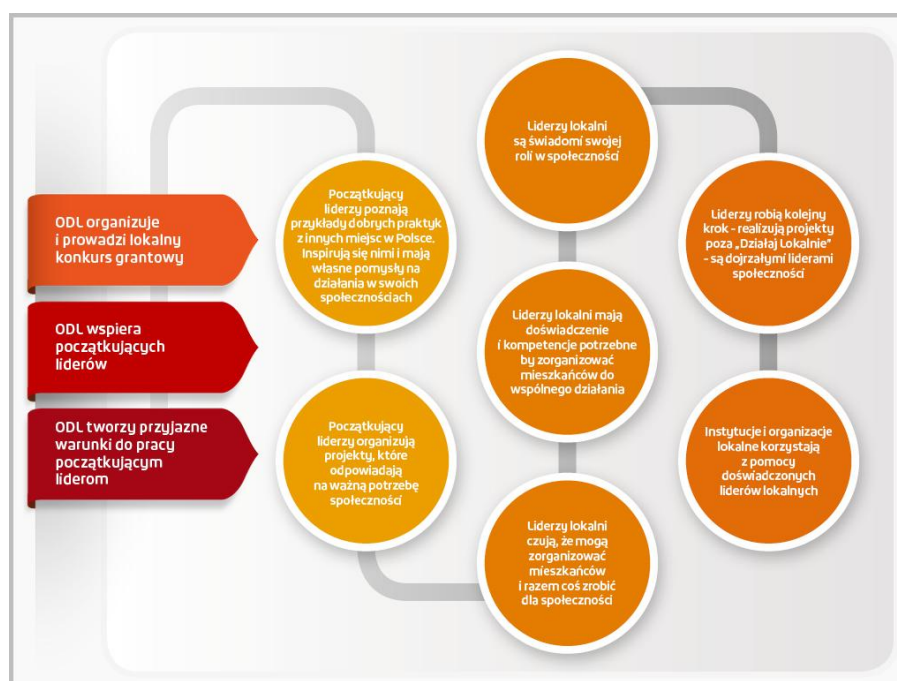 ODL organizuje
i prowadzi lokalny
konkurs grantowy
ODL wspiera
początkujących
liderów
ODL tworzy przyjazne
warunki do pracy
początkującym
liderom
Początkujący
liderzy poznają
przykłady dobrych praktyk
z innych miejsc w Polsce.
Inspirują się nimi i mają
własne pomysły na
działania w swoich
społecznościach
Początkujący
liderzy organizują
projekty, które
odpowiadają
na ważną potrzebę
społeczności
Liderzy lokalni
są świadomi swojej
roli w społeczności
Liderzy lokalni mają
doświadczenie
i kompetencje potrzebne
by zorganizować
mieszkańców do
wspólnego działania
Liderzy lokalni
czują, że mogą
zorganizować
mieszkańców
i razem coś zrobić
dla społeczności
Liderzy robią kolejny
krok - realizują projekty
poza „Działaj Lokalnie”
- są dojrzałymi liderami
społeczności
Instytucje i organizacje
lokalne korzystają
z pomocy
doświadczonych
liderów lokalnych